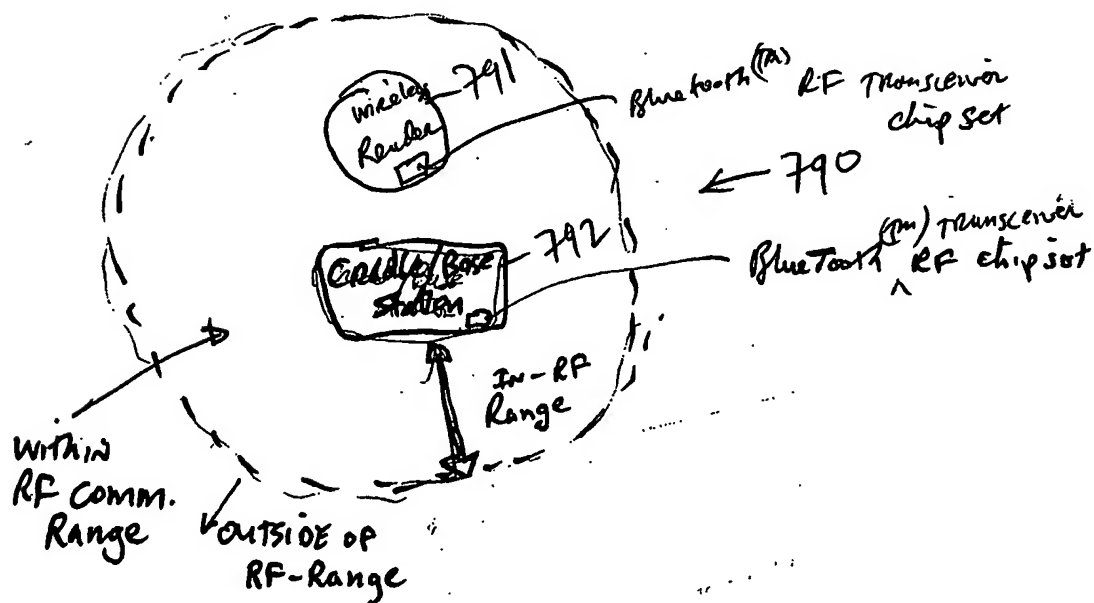 Wireless
Reader
791
Bluetooth (TM) RF Transceiver
chip set
790
792
Base
Station
BlueTooth (TM) Transceiver
^ RF chip set
In-RF
Range
Within
RF Comm.
Range
Outside of
RF-Range